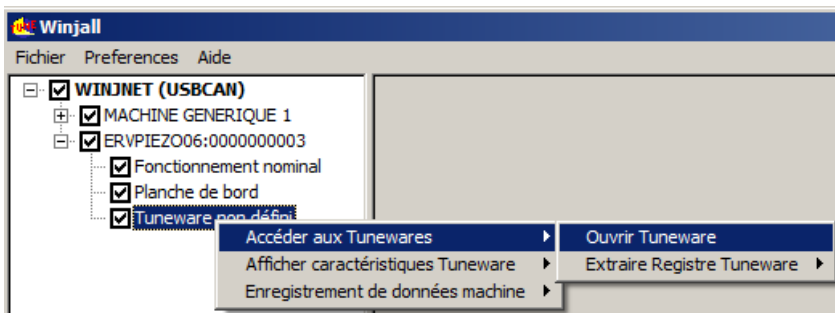 Winjall
Fichier Preferences Aide
WINJNET (USBCAN)
MACHINE GENERIQUE 1
ERVPIEZO06:0000000003
Fonctionnement nominal
Planche de bord
Tuneware non défini
Accéder aux Tunewares
Ouvrir Tuneware
Afficher caractéristiques Tuneware
Extraire Registre Tuneware
Enregistrement de données machine